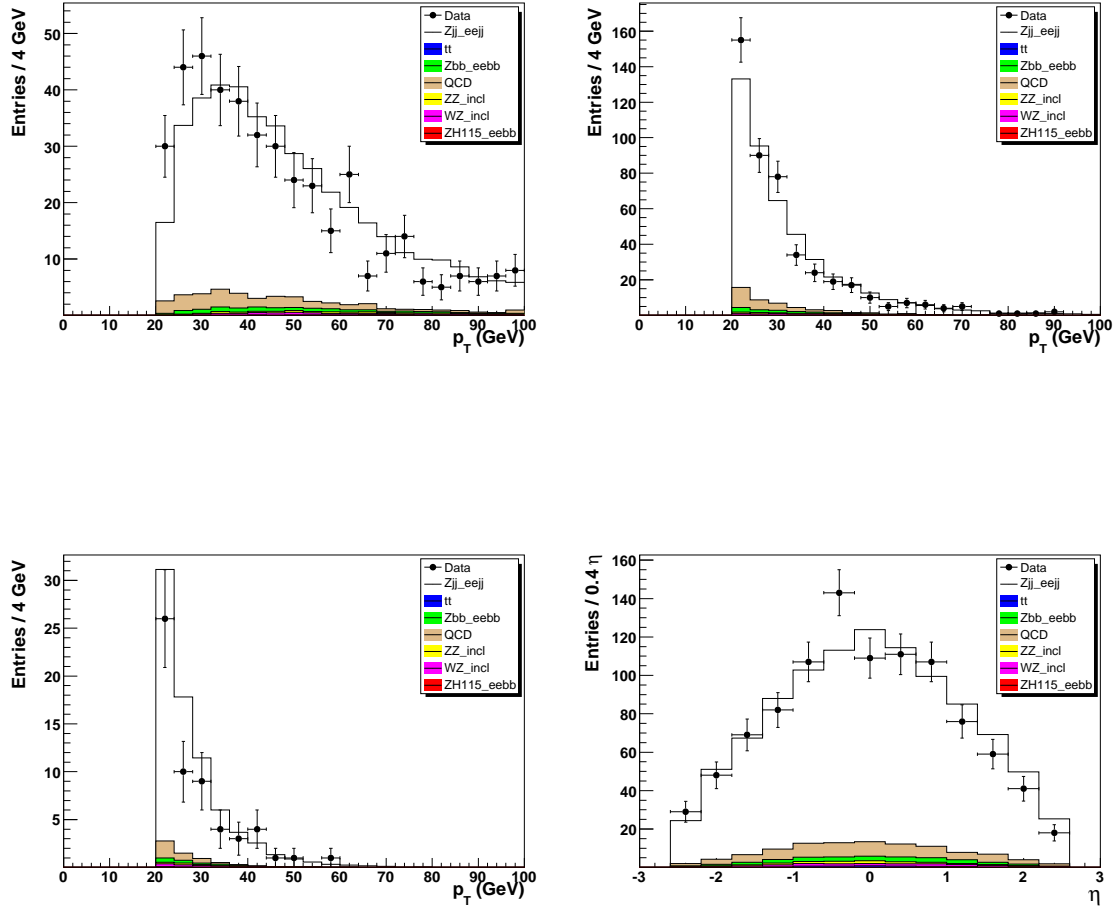 Entries / 4 GeV
50
40
30
20
10
0 10 20 30 40 50 60 70 80 90 100
p_T (GeV)
Data
Zjj_eejj
tt
Zbb_eebb
QCD
ZZ_incl
WZ_incl
ZH115_eebb
Entries / 4 GeV
160
140
120
100
80
60
40
20
0 10 20 30 40 50 60 70 80 90 100
p_T (GeV)
Data
Zjj_eejj
tt
Zbb_eebb
QCD
ZZ_incl
WZ_incl
ZH115_eebb
Entries / 4 GeV
30
25
20
15
10
5
0 10 20 30 40 50 60 70 80 90 100
p_T (GeV)
Data
Zjj_eejj
tt
Zbb_eebb
QCD
ZZ_incl
WZ_incl
ZH115_eebb
Entries / 0.4 η
160
140
120
100
80
60
40
20
-3 -2 -1 0 1 2 3
η
Data
Zjj_eejj
tt
Zbb_eebb
QCD
ZZ_incl
WZ_incl
ZH115_eebb